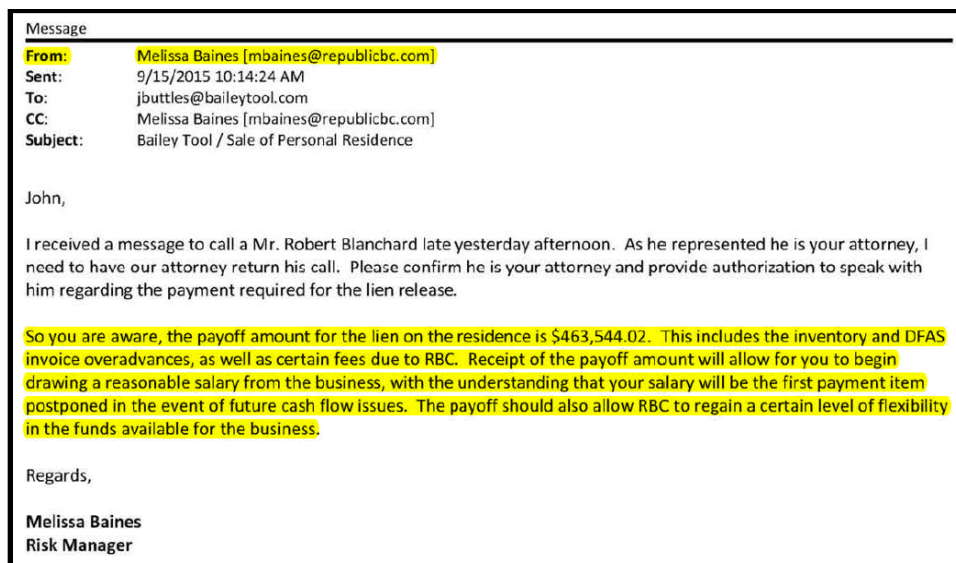 Message
From: Melissa Baines [mbaines@republicbc.com]
Sent: 9/15/2015 10:14:24 AM
To: jbuttles@baileytool.com
CC: Melissa Baines [mbaines@republicbc.com]
Subject: Bailey Tool / Sale of Personal Residence
John,
I received a message to call a Mr. Robert Blanchard late yesterday afternoon. As he represented he is your attorney, I
need to have our attorney return his call. Please confirm he is your attorney and provide authorization to speak with
him regarding the payment required for the lien release.
So you are aware, the payoff amount for the lien on the residence is $463,544.02. This includes the inventory and DFAS
invoice overadvances, as well as certain fees due to RBC. Receipt of the payoff amount will allow for you to begin
drawing a reasonable salary from the business, with the understanding that your salary will be the first payment item
postponed in the event of future cash flow issues. The payoff should also allow RBC to regain a certain level of flexibility
in the funds available for the business.
Regards,
Melissa Baines
Risk Manager